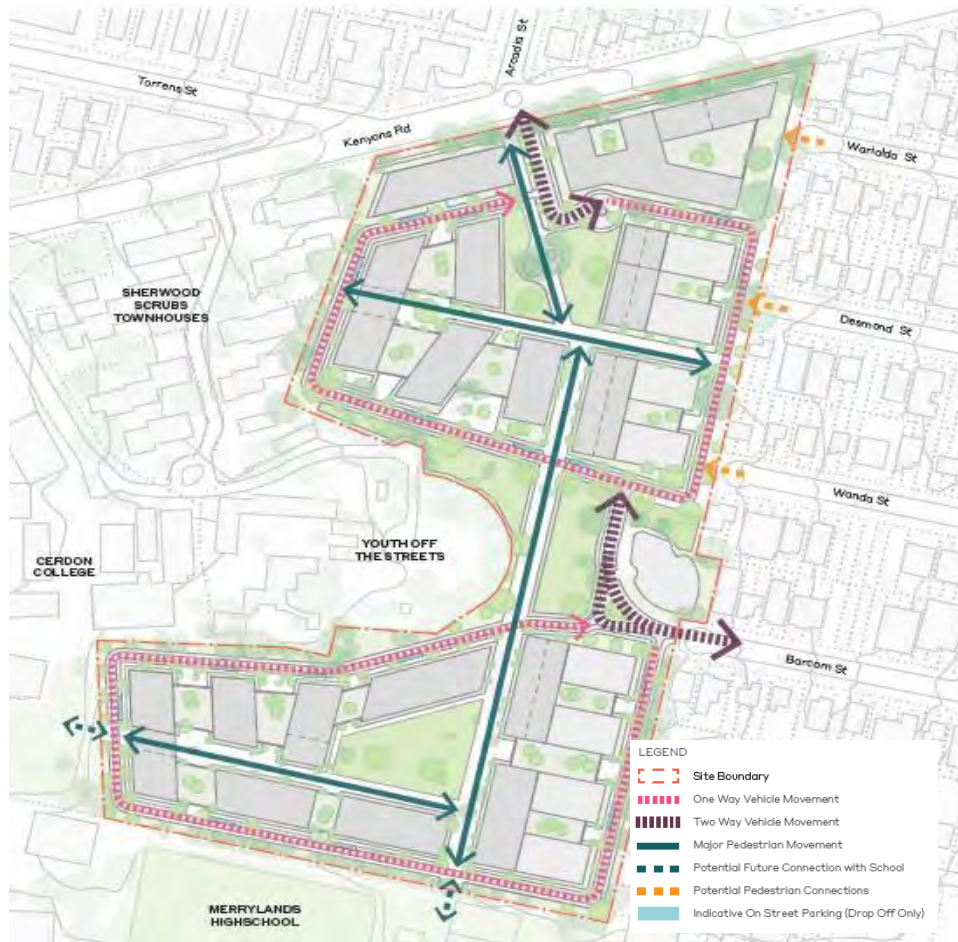 Arcadia St
Torrens St
Kenyons Rd
Warialda St
SHERWOOD
SCRUBS
TOWNHOUSES
Desmond St
Wanda St
YOUTH OFF
THE STREETS
CERDON
COLLEGE
Barcom St
LEGEND
Site Boundary
One Way Vehicle Movement
Two Way Vehicle Movement
Major Pedestrian Movement
Potential Future Connection with School
Potential Pedestrian Connections
Indicative On Street Parking (Drop Off Only)
MERRYLANDS
HIGHSCHOOL